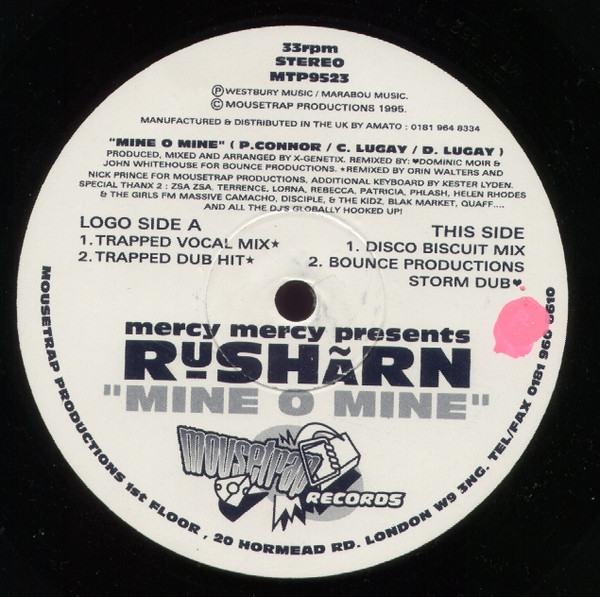 33rpm
STEREO
MTP9523
Ⓟ WESTBURY MUSIC / MARABOU MUSIC.
© MOUSETRAP PRODUCTIONS 1995.
MANUFACTURED & DISTRIBUTED IN THE UK BY AMATO : 0181 964 8334
"MINE O MINE" ( P.CONNOR / C. LUGAY / D. LUGAY )
PRODUCED, MIXED AND ARRANGED BY X-GENETIX. REMIXED BY: ♥DOMINIC MOIR &
JOHN WHITEHOUSE FOR BOUNCE PRODUCTIONS. ★REMIXED BY ORIN WALTERS AND
NICK PRINCE FOR MOUSETRAP PRODUCTIONS, ADDITIONAL KEYBOARD BY KESTER LYDEN.
SPECIAL THANX 2 : ZSA ZSA, TERRENCE, LORNA, REBECCA, PATRICIA, PHLASH, HELEN RHODES
& THE GIRLS FM MASSIVE CAMACHO, DISCIPLE, & THE KIDZ, BLAK MARKET, QUAFF....
AND ALL THE DJ'S GLOBALLY HOOKED UP!
LOGO SIDE A
1. TRAPPED VOCAL MIX★
2. TRAPPED DUB HIT★
THIS SIDE
1. DISCO BISCUIT MIX
2. BOUNCE PRODUCTIONS
STORM DUB♥
mercy mercy presents
RUSHÃRN
"MINE O MINE"
mousetrap
RECORDS
MOUSETRAP PRODUCTIONS 1st FLOOR , 20 HORMEAD RD. LONDON W9 3NG. TEL/FAX 0181 960